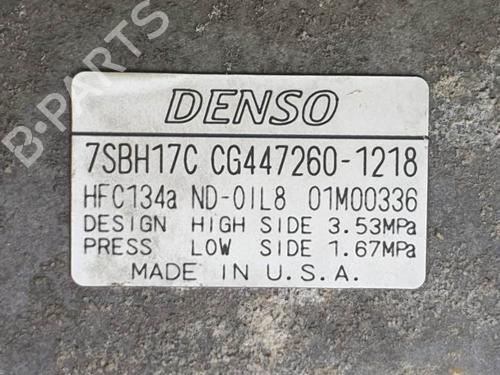 B-PARTS
DENSO
7SBH17C CG447260-1218
HFC134a ND-OIL8 01M00336
DESIGN HIGH SIDE 3.53MPa
PRESS LOW SIDE 1.67MPa
MADE IN U.S.A.